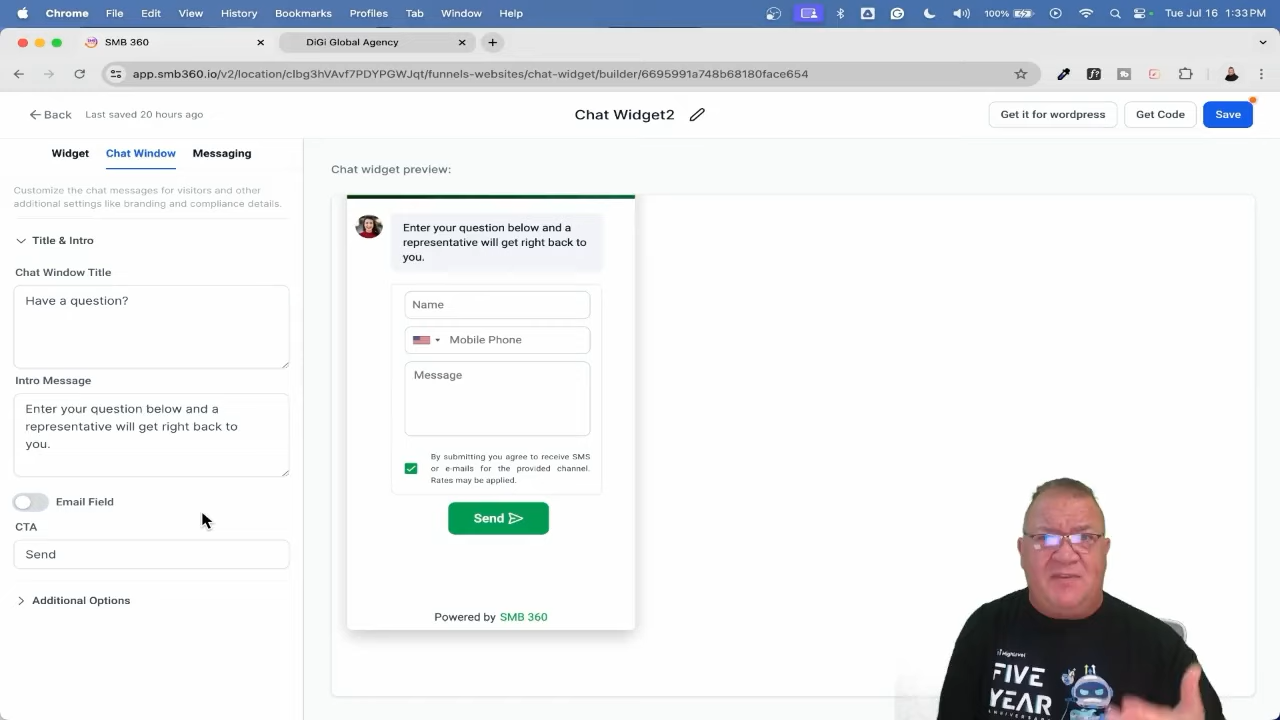 Chrome File Edit View History Bookmarks Profiles Tab Window Help 100% Tue Jul 16 1:33 PM
SMB 360 DiGi Global Agency
app.smb360.io/v2/location/clbg3hVAvf7PDYPGWJqt/funnels-websites/chat-widget/builder/6695991a748b68180face654
Back Last saved 20 hours ago Chat Widget2 Get it for wordpress Get Code Save
Widget Chat Window Messaging
Customize the chat messages for visitors and other
additional settings like branding and compliance details.
Title & Intro
Chat Window Title
Have a question?
Intro Message
Enter your question below and a
representative will get right back to
you.
Email Field
CTA
Send
Additional Options
Chat widget preview:
Enter your question below and a
representative will get right back to
you.
Name
Mobile Phone
Message
By submitting you agree to receive SMS
or e-mails for the provided channel.
Rates may be applied.
Send
Powered by SMB 360
FIVE
YEAR